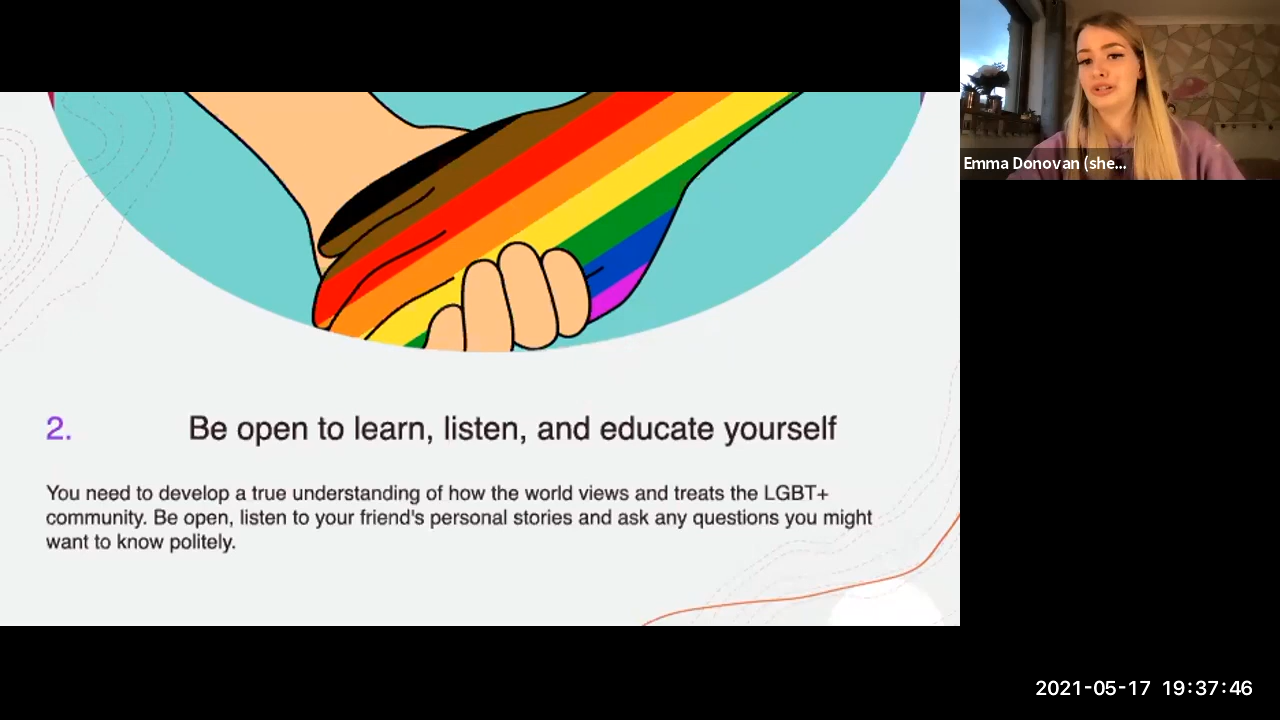 Emma Donovan (she...
2. Be open to learn, listen, and educate yourself
You need to develop a true understanding of how the world views and treats the LGBT+
community. Be open, listen to your friend's personal stories and ask any questions you might
want to know politely.
2021-05-17 19:37:46